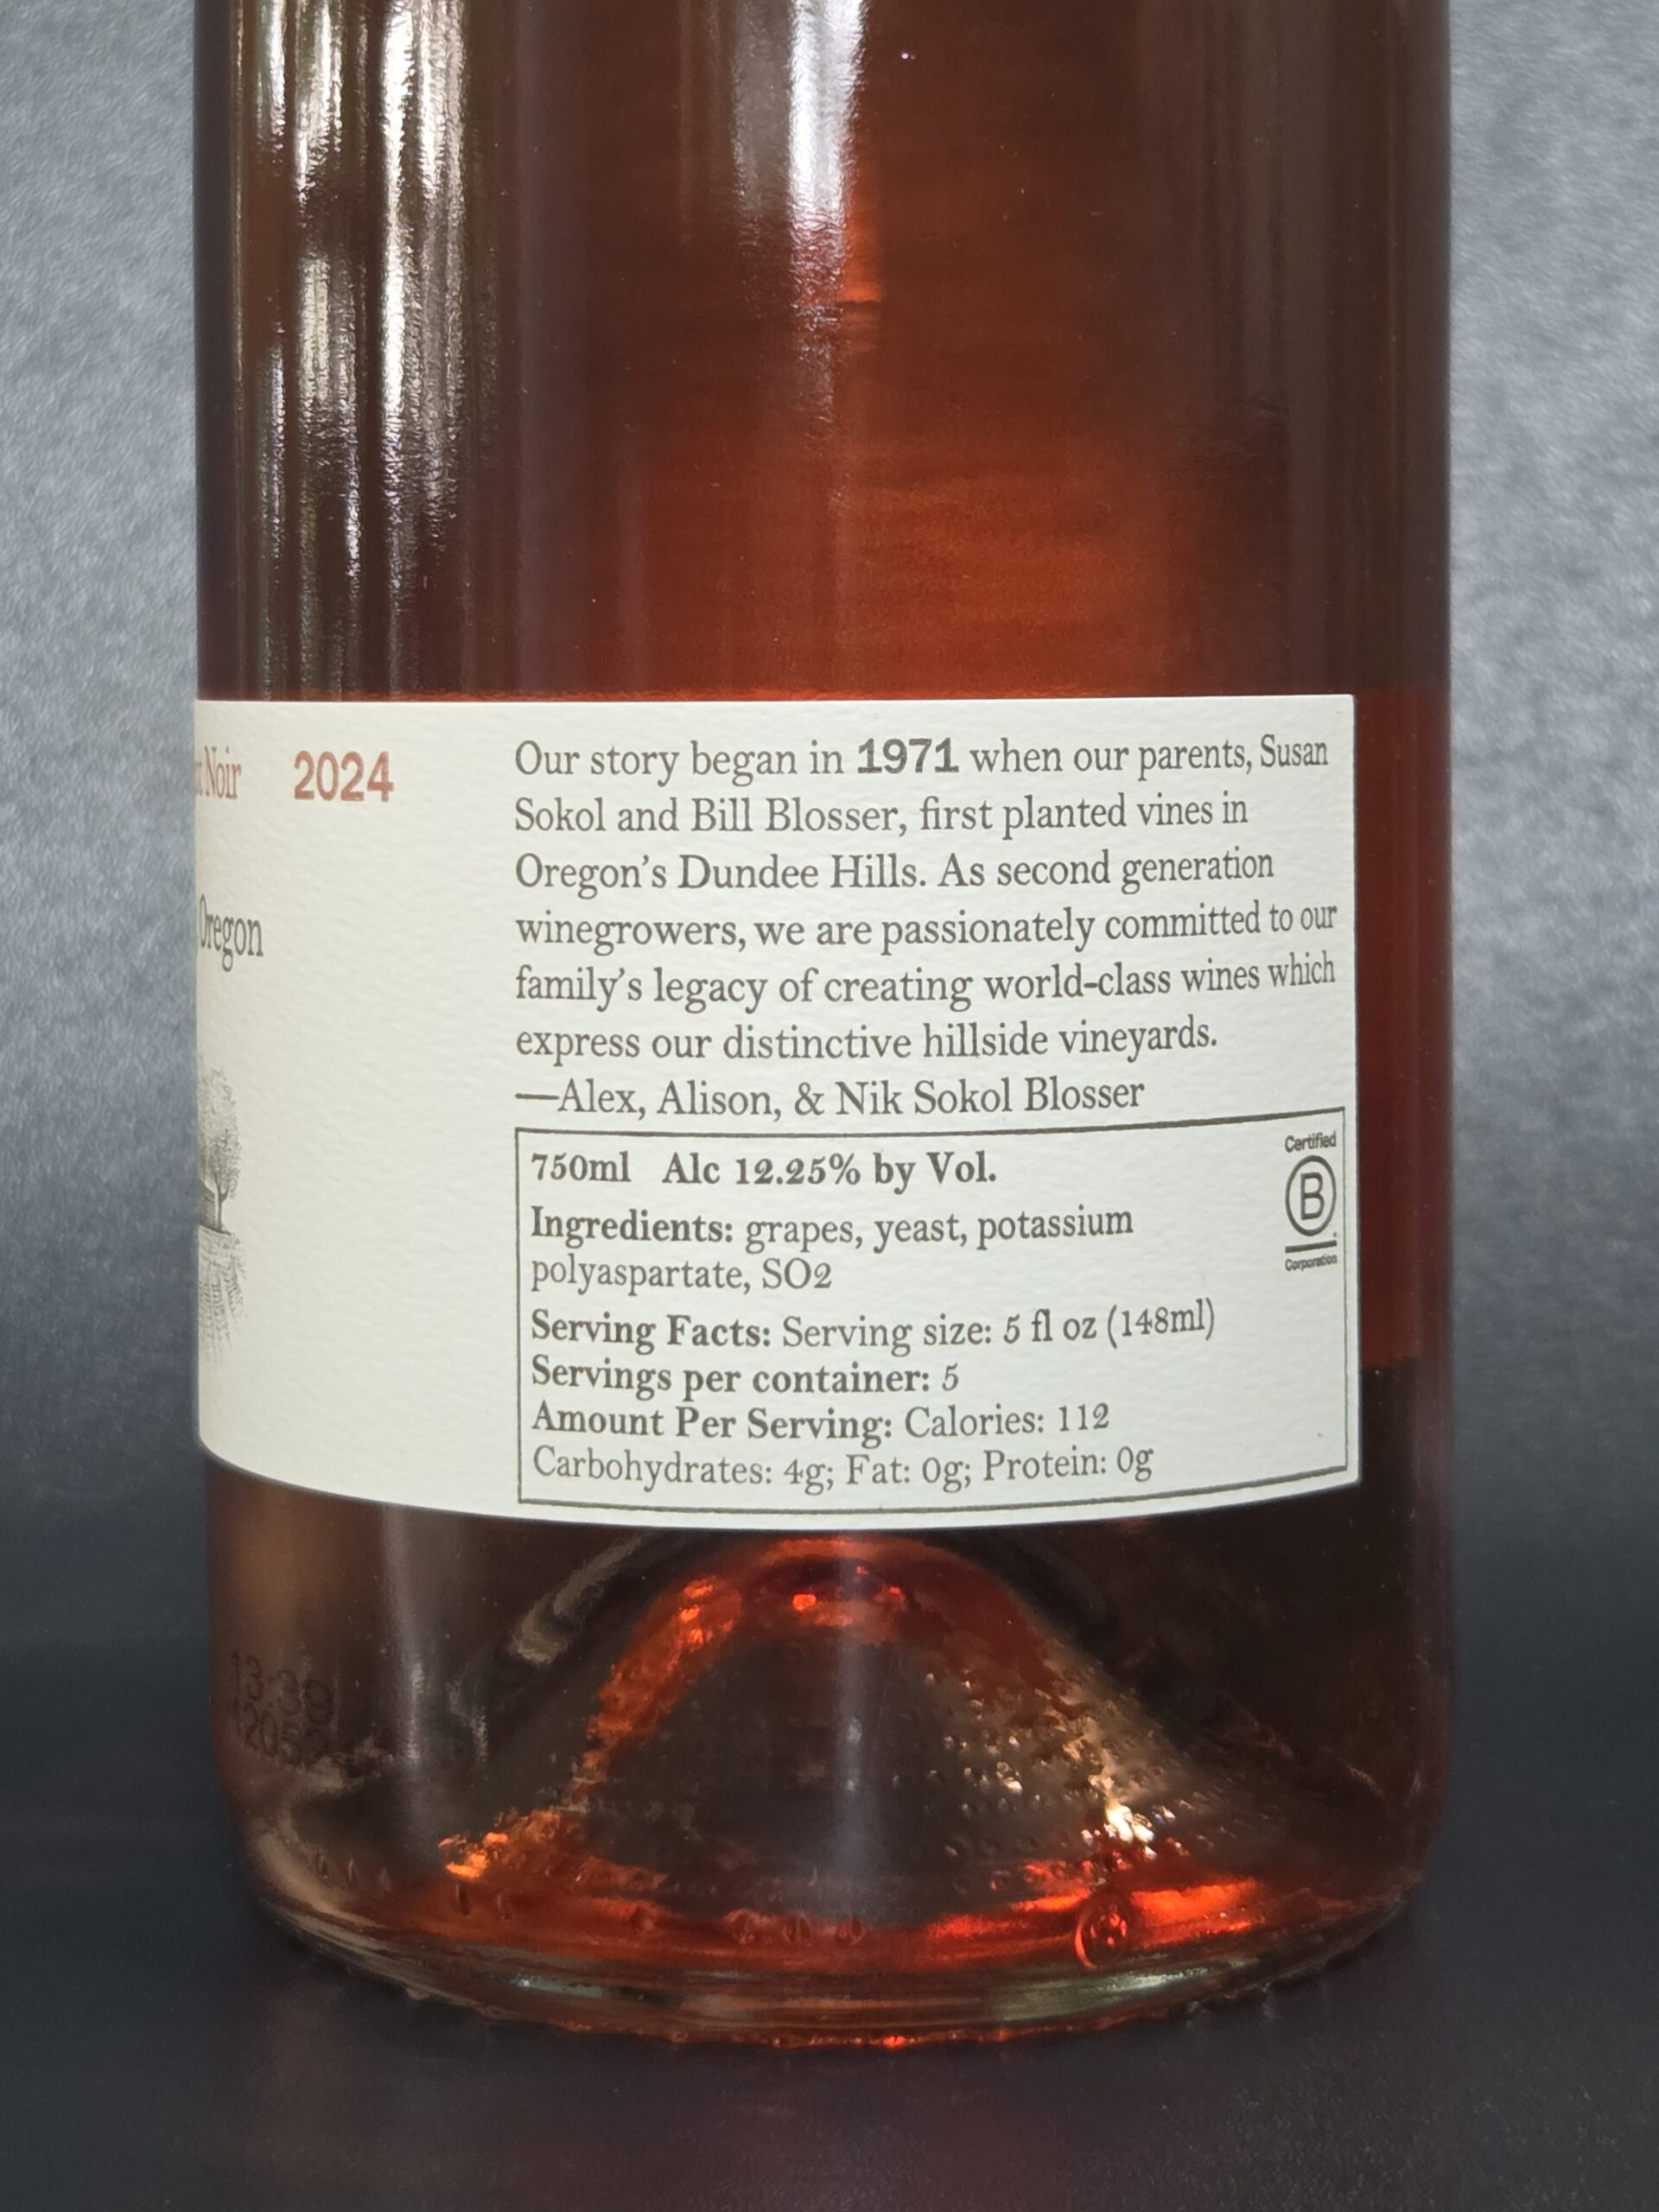 Noir 2024
Oregon
Our story began in 1971 when our parents, Susan
Sokol and Bill Blosser, first planted vines in
Oregon's Dundee Hills. As second generation
winegrowers, we are passionately committed to our
family's legacy of creating world-class wines which
express our distinctive hillside vineyards.
—Alex, Alison, & Nik Sokol Blosser
750ml Alc 12.25% by Vol.
Ingredients: grapes, yeast, potassium
polyaspartate, SO2
Serving Facts: Serving size: 5 fl oz (148ml)
Servings per container: 5
Amount Per Serving: Calories: 112
Carbohydrates: 4g; Fat: 0g; Protein: 0g
Certified
B
Corporation